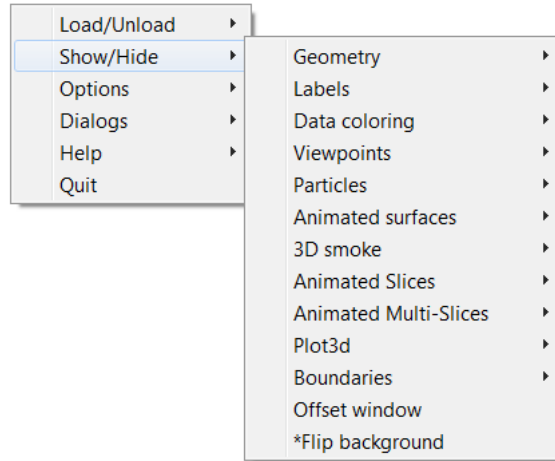 Load/Unload
Show/Hide
Options
Dialogs
Help
Quit
Geometry
Labels
Data coloring
Viewpoints
Particles
Animated surfaces
3D smoke
Animated Slices
Animated Multi-Slices
Plot3d
Boundaries
Offset window
*Flip background